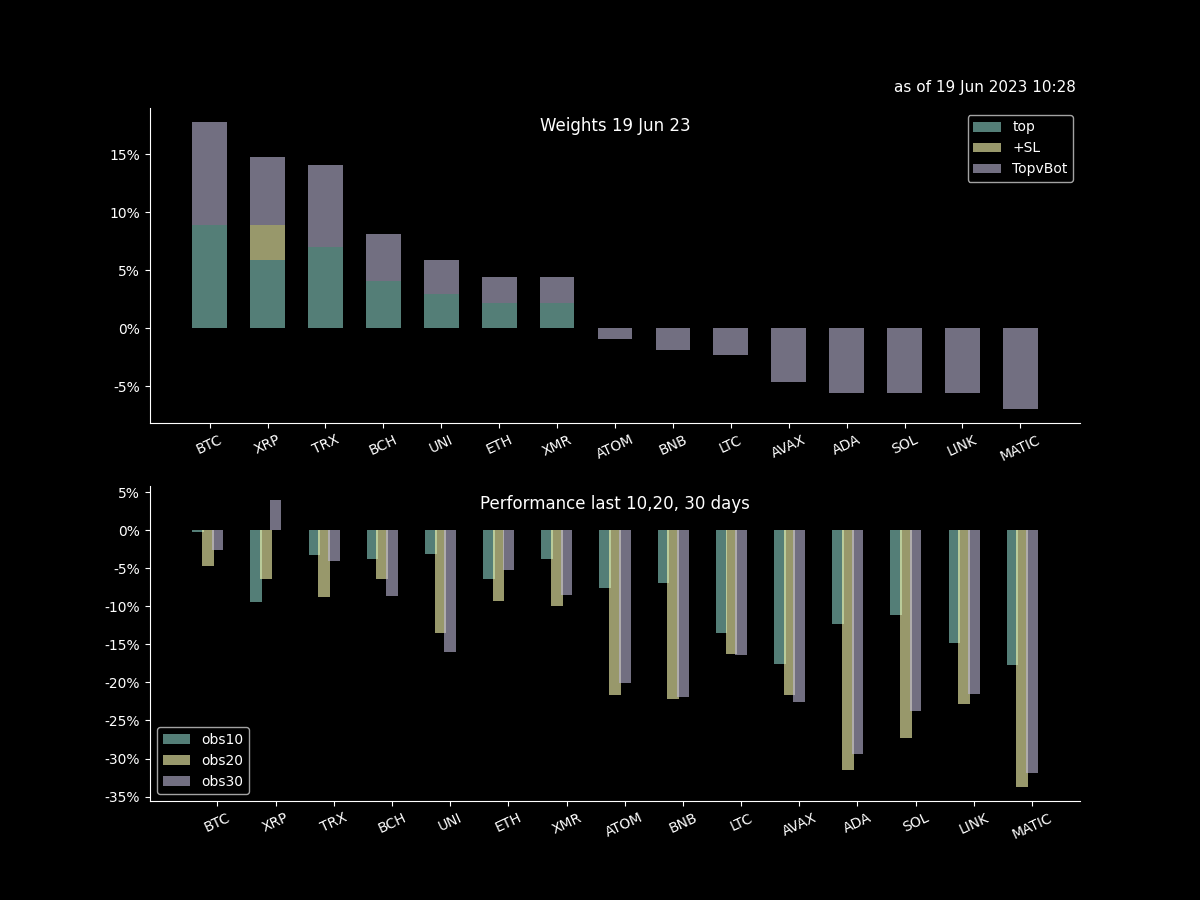 as of 19 Jun 2023 10:28
Weights 19 Jun 23
top
+SL
TopvBot
15%
10%
5%
0%
-5%
BTC XRP TRX BCH UNI ETH XMR ATOM BNB LTC AVAX ADA SOL LINK MATIC
Performance last 10,20, 30 days
5%
0%
-5%
-10%
-15%
-20%
-25%
-30%
-35%
obs10
obs20
obs30
BTC XRP TRX BCH UNI ETH XMR ATOM BNB LTC AVAX ADA SOL LINK MATIC